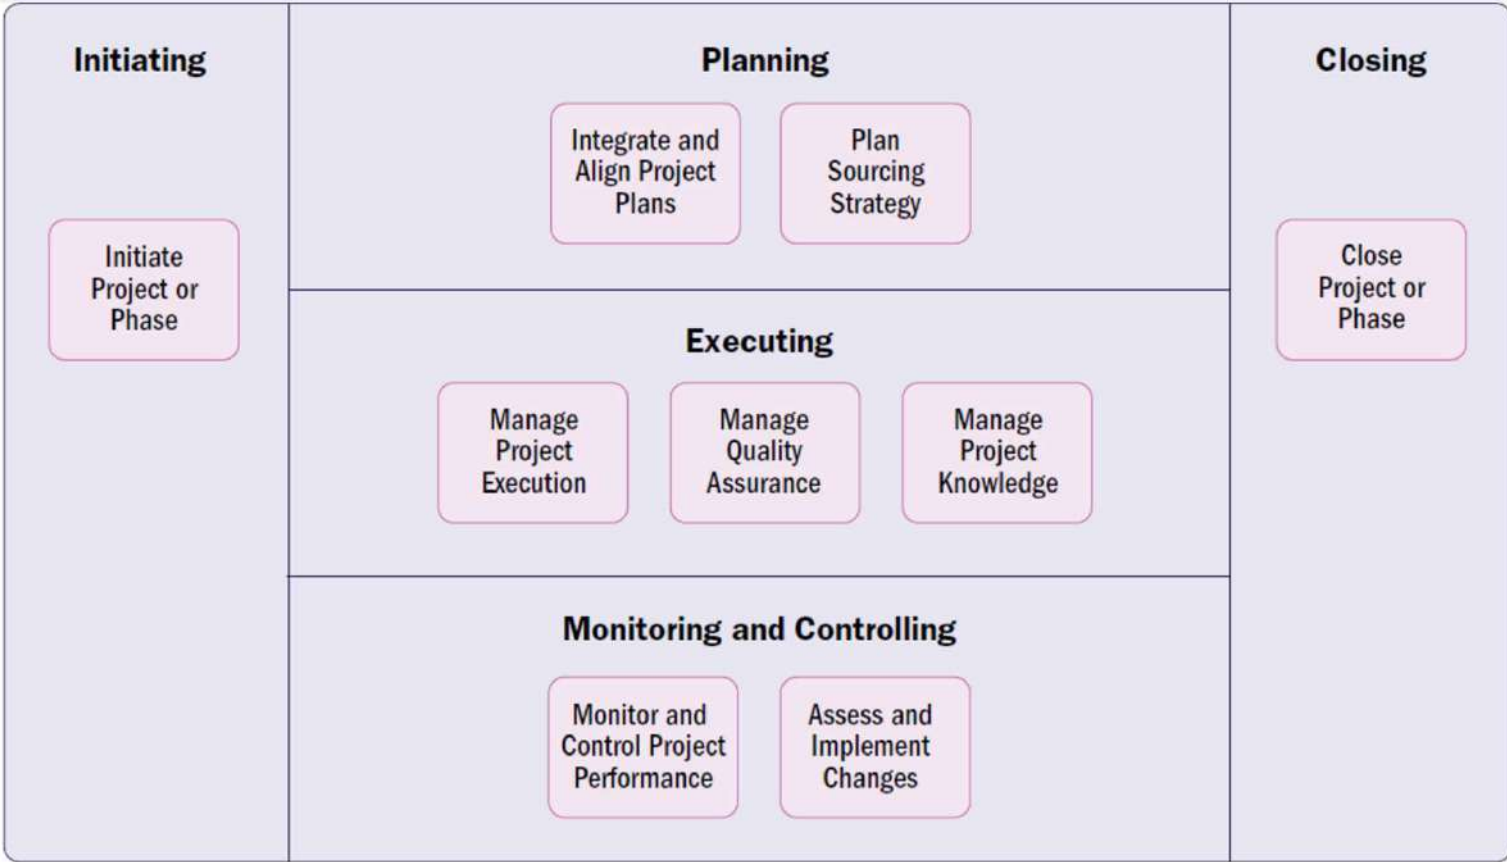 Initiating
Initiate
Project or
Phase
Planning
Integrate and
Align Project
Plans
Plan
Sourcing
Strategy
Executing
Manage
Project
Execution
Manage
Quality
Assurance
Manage
Project
Knowledge
Monitoring and Controlling
Monitor and
Control Project
Performance
Assess and
Implement
Changes
Closing
Close
Project or
Phase